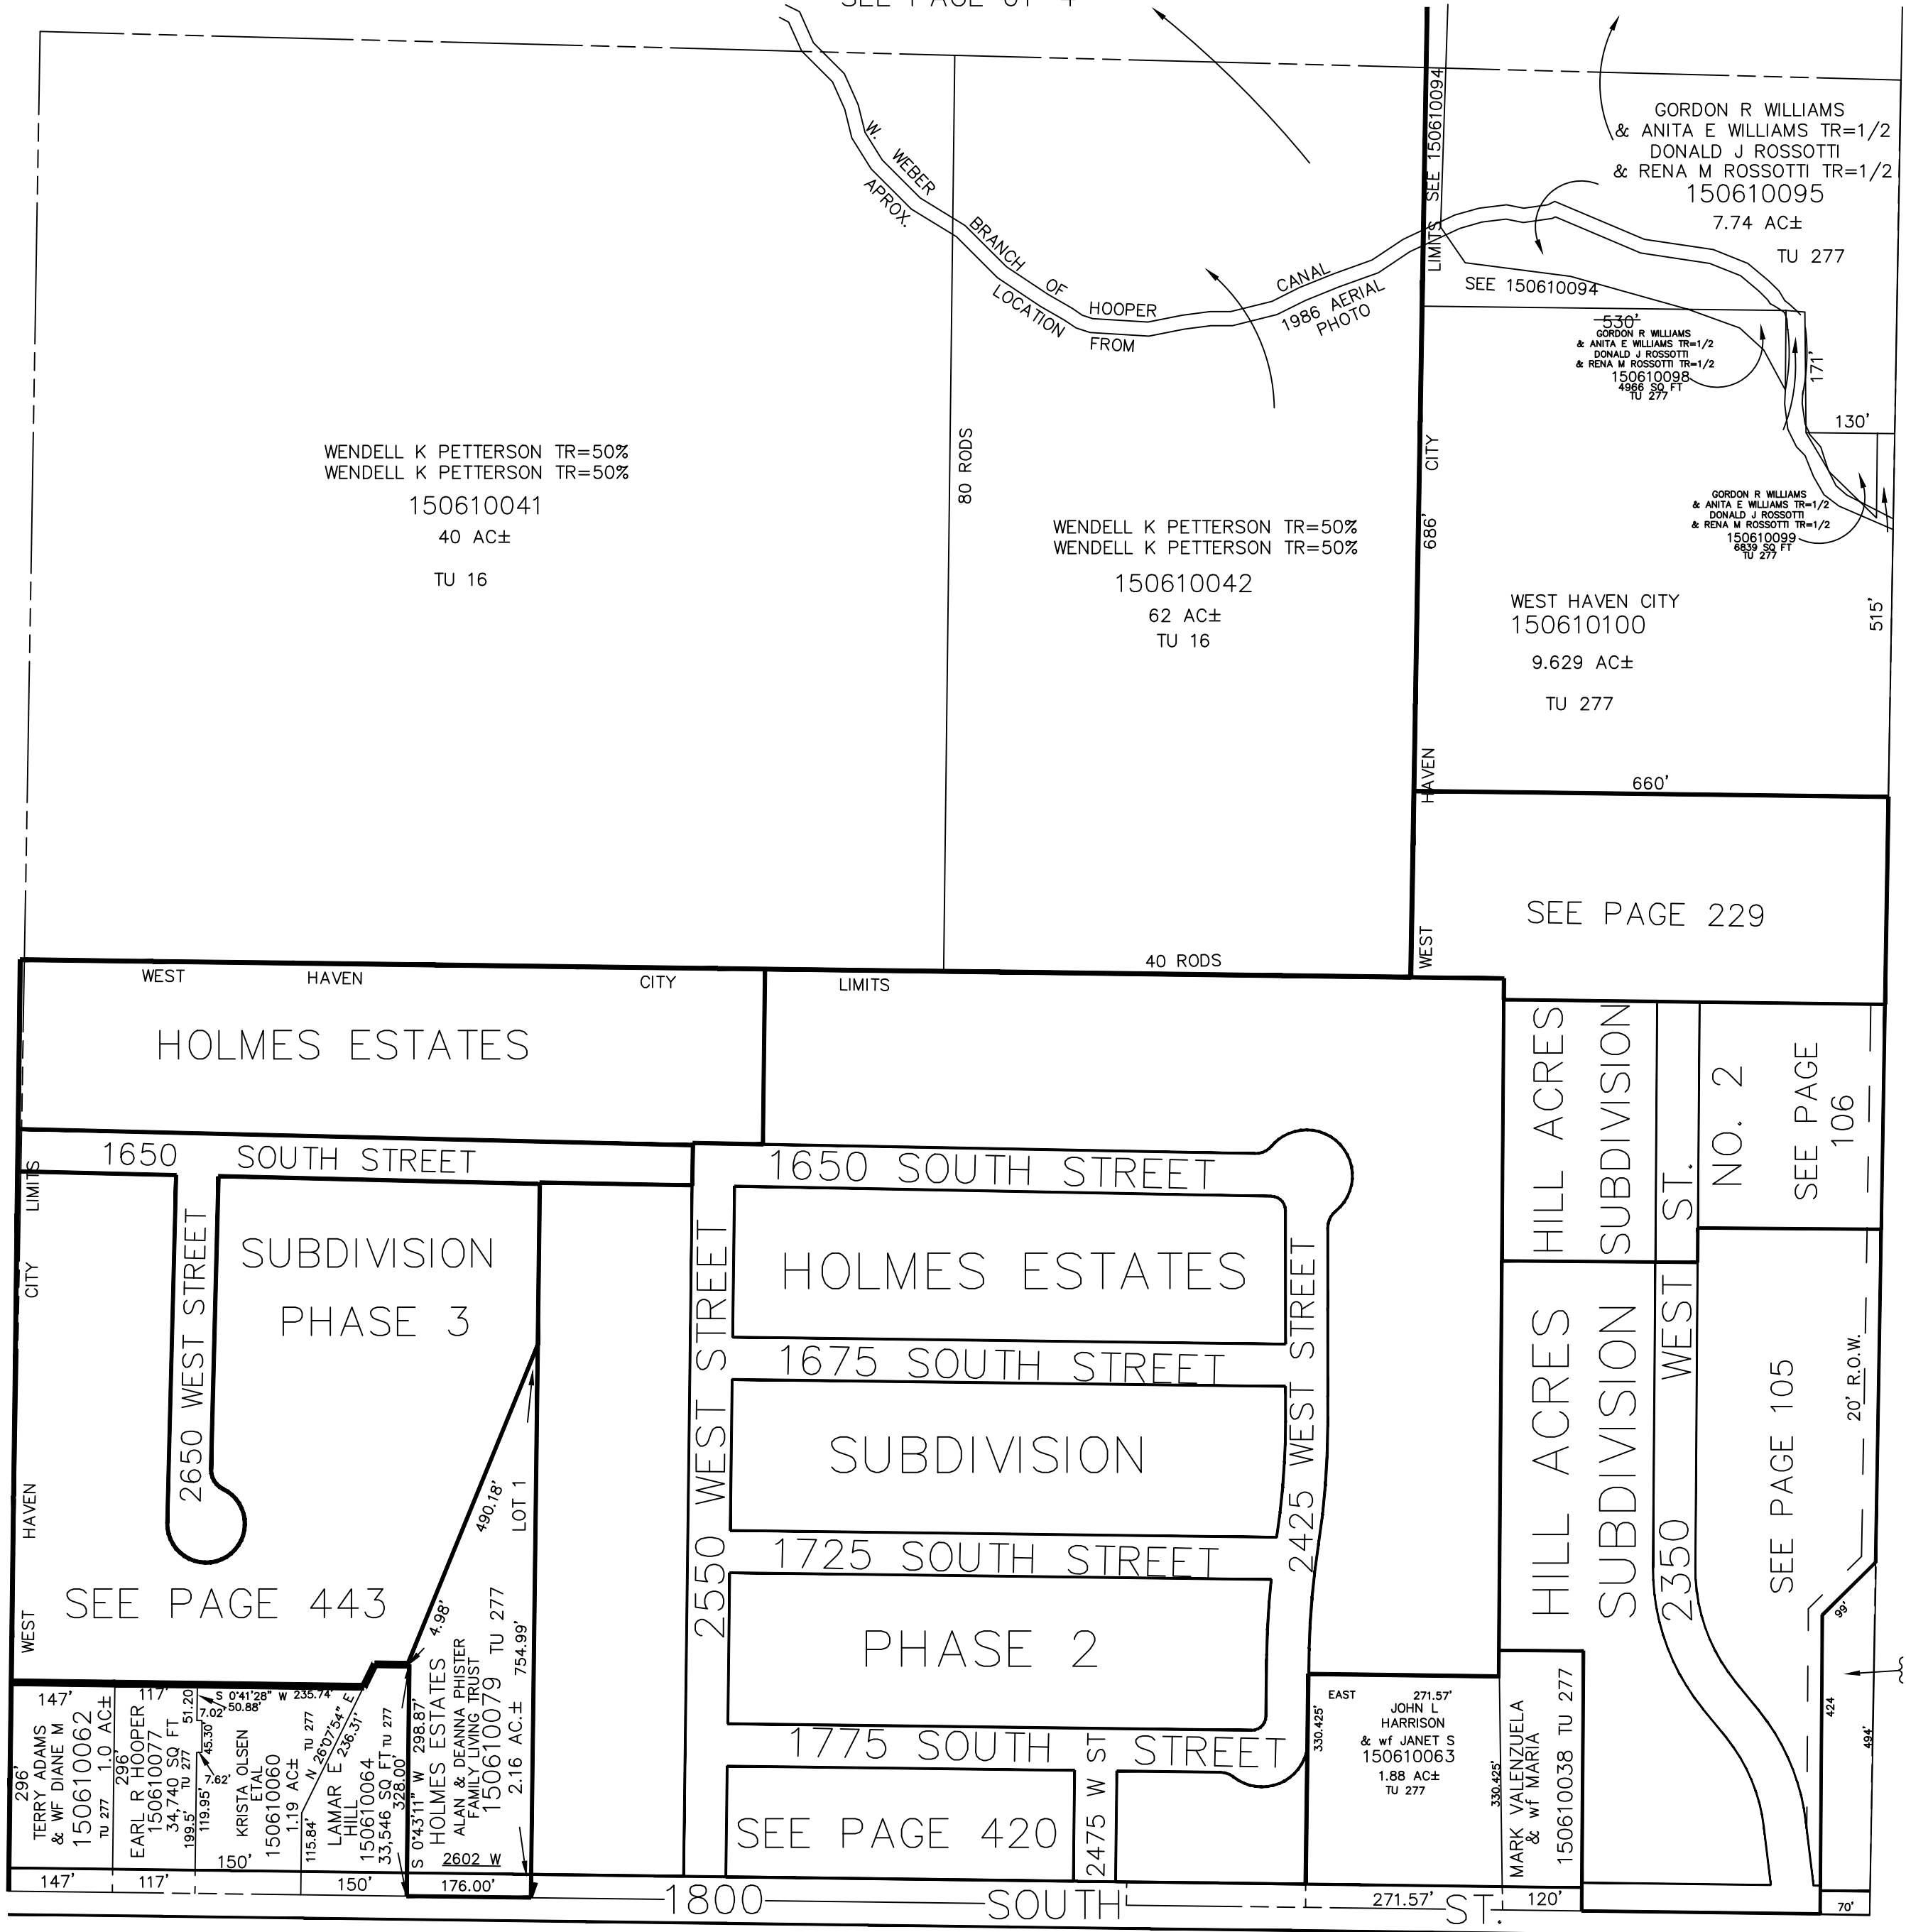 W. WEBER BRANCH OF HOOPER CANAL
APROX. LOCATION FROM 1986 AERIAL
PHOTO
LIMITS SEE 150610094
GORDON R WILLIAMS
& ANITA E WILLIAMS TR=1/2
DONALD J ROSSOTTI
& RENA M ROSSOTTI TR=1/2
150610095
7.74 AC±
TU 277
SEE 150610094
530'
GORDON R WILLIAMS
& ANITA E WILLIAMS TR=1/2
DONALD J ROSSOTTI
& RENA M ROSSOTTI TR=1/2
150610098
4966 SQ FT
TU 277
171'
130'
WENDELL K PETTERSON TR=50%
WENDELL K PETTERSON TR=50%
150610041
40 AC±
TU 16
80 RODS
WENDELL K PETTERSON TR=50%
WENDELL K PETTERSON TR=50%
150610042
62 AC±
TU 16
CITY
686'
GORDON R WILLIAMS
& ANITA E WILLIAMS TR=1/2
DONALD J ROSSOTTI
& RENA M ROSSOTTI TR=1/2
150610099
6839 SQ FT
TU 277
WEST HAVEN CITY
150610100
9.629 AC±
TU 277
515'
HAVEN
660'
WEST
SEE PAGE 229
40 RODS
WEST HAVEN CITY LIMITS
HOLMES ESTATES
1650 SOUTH STREET
1650 SOUTH STREET
HILL ACRES
SUBDIVISION
NO. 2
SEE PAGE
106
LIMITS
CITY
HAVEN
WEST
2650 WEST STREET
SUBDIVISION
PHASE 3
SEE PAGE 443
2550 WEST STREET
HOLMES ESTATES
1675 SOUTH STREET
SUBDIVISION
1725 SOUTH STREET
PHASE 2
1775 SOUTH STREET
SEE PAGE 420
2475 W ST
2425 WEST STREET
HILL ACRES
SUBDIVISION
2350 WEST ST.
SEE PAGE 105
20' R.O.W.
99'
424
494'
70'
490.18'
LOT 1
4.98'
754.99'
S 0°43'11" W 298.87'
HOLMES ESTATES
ALAN & DEANNA PHISTER
FAMILY LIVING TRUST
150610079 TU 277
2.16 AC.±
2602 W
176.00'
147'
296'
TERRY ADAMS
& WF DIANE M
150610062
TU 277 1.0 AC±
147'
117'
296'
EARL R HOOPER
150610077
34,740 SQ FT
199.5' TU 277 51.20
117'
S 0°41'28" W 235.74'
7.02' 50.88'
45.30'
7.62'
119.95'
KRISTA OLSEN
ETAL
150610060
1.19 AC±
TU 277
150'
N 26°07'54" E
236.31'
115.84'
LAMAR E
HILL
150610064
33,546 SQ FT TU 277
328.00'
150'
EAST 271.57'
330.425'
JOHN L
HARRISON
& wf JANET S
150610063
1.88 AC±
TU 277
330.425'
271.57'
MARK VALENZUELA
& wf MARIA
150610038 TU 277
120'
1800 SOUTH ST.